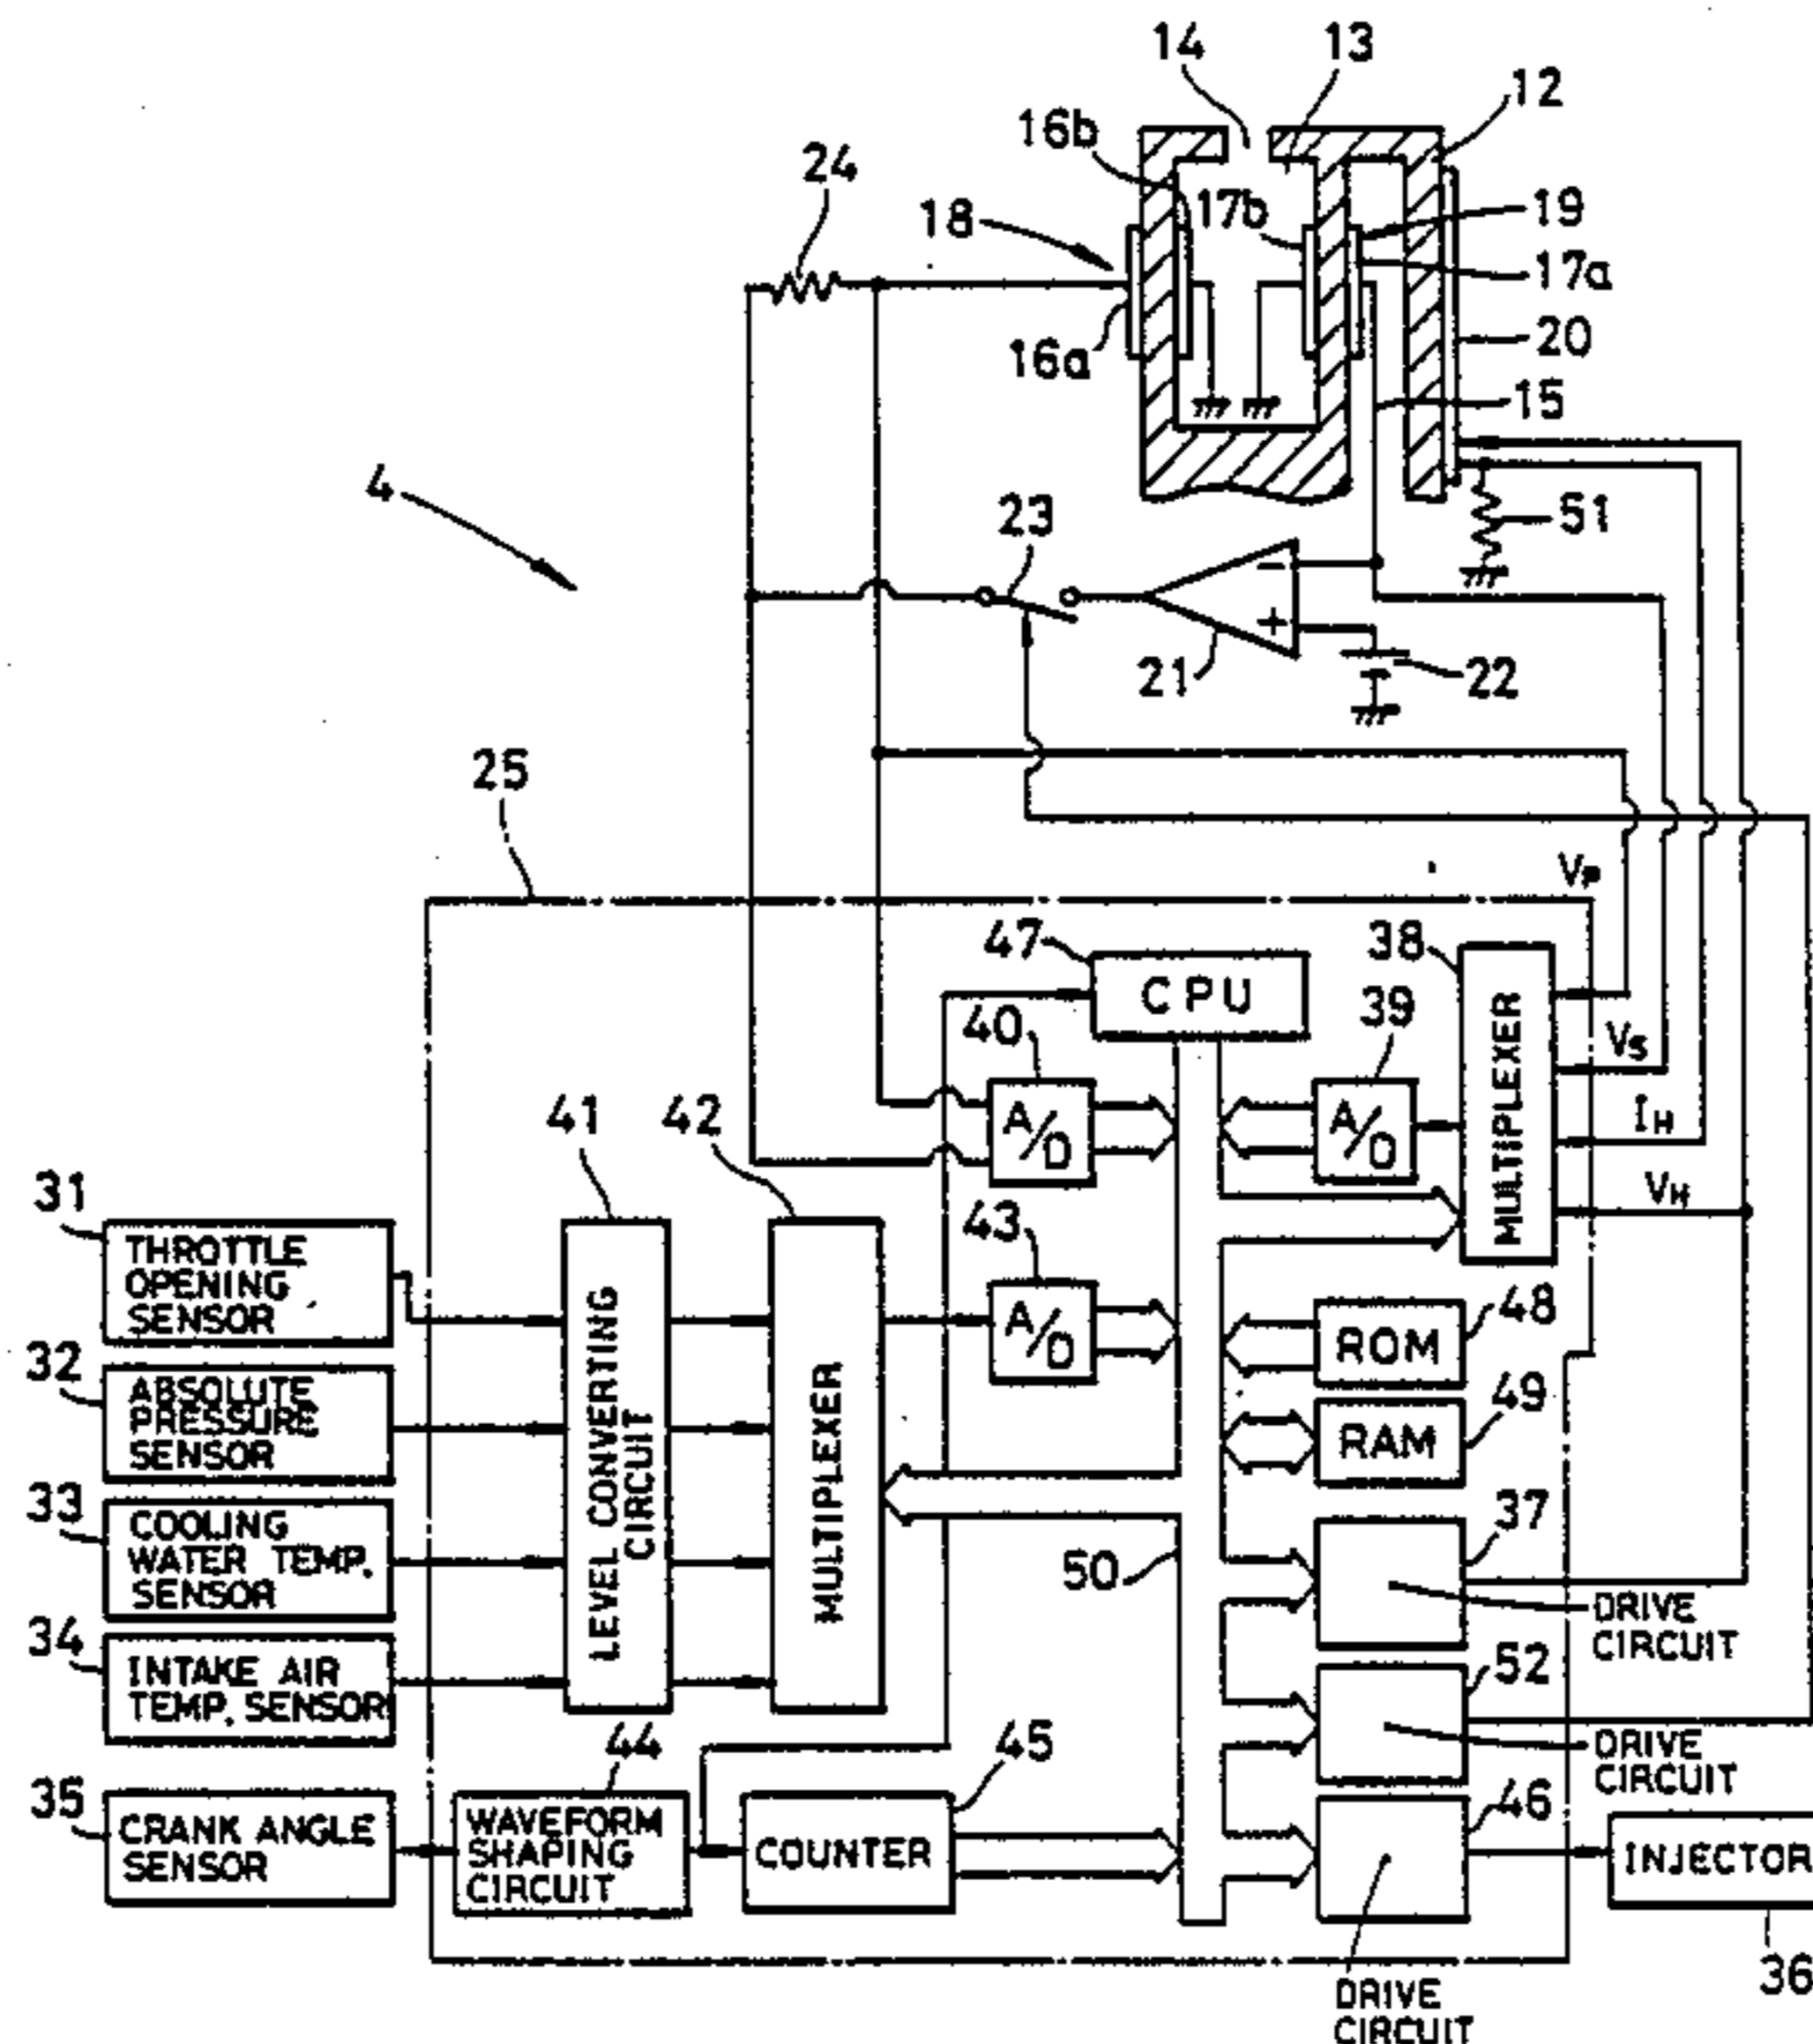 14
13
12
16b
24
17b
19
18
17a
20
16a
15
4
23
51
−
+
21
22
25
VP
47
38
CPU
40
39
VS
41
42
A/D
A/D
MULTIPLEXER
IH
31
VH
THROTTLE
OPENING
SENSOR
43
A/D
48
ROM
32
ABSOLUTE
PRESSURE
SENSOR
LEVEL CONVERTING
CIRCUIT
MULTIPLEXER
49
RAM
33
COOLING
WATER TEMP.
SENSOR
37
50
DRIVE
CIRCUIT
34
INTAKE AIR
TEMP. SENSOR
52
44
45
DRIVE
CIRCUIT
35
CRANK ANGLE
SENSOR
WAVEFORM
SHAPING
CIRCUIT
COUNTER
46
INJECTOR
36
DRIVE
CIRCUIT